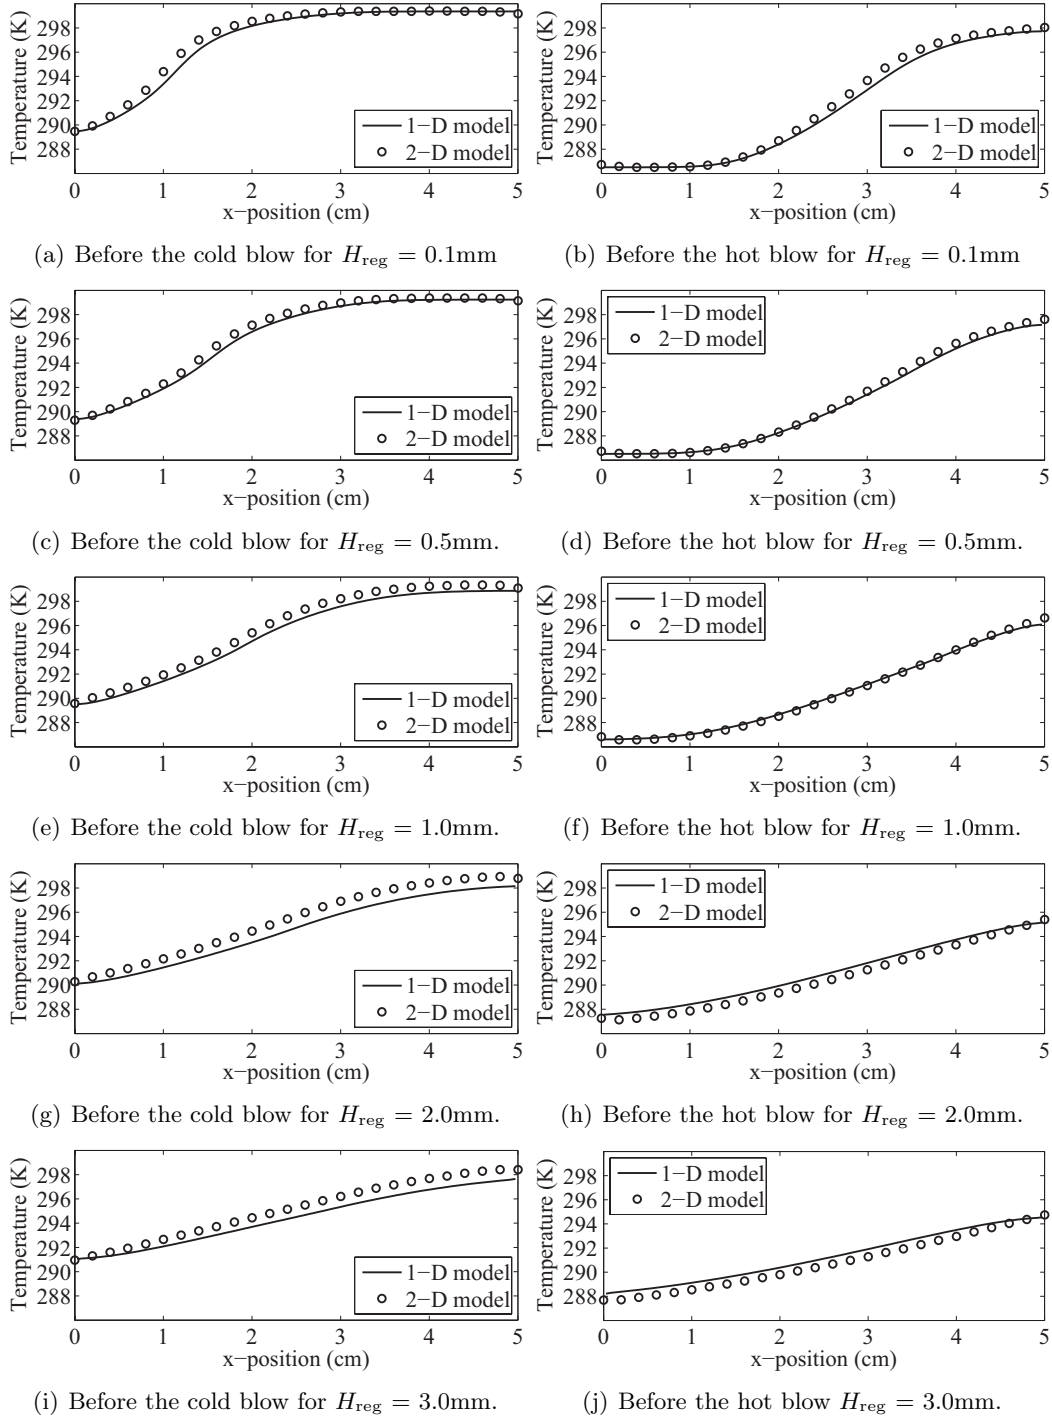 Temperature (K)
298
296
294
292
290
288
0 1 2 3 4 5
x−position (cm)
1−D model
2−D model
(a) Before the cold blow for H_reg = 0.1mm
Temperature (K)
298
296
294
292
290
288
0 1 2 3 4 5
x−position (cm)
1−D model
2−D model
(b) Before the hot blow for H_reg = 0.1mm
Temperature (K)
298
296
294
292
290
288
0 1 2 3 4 5
x−position (cm)
1−D model
2−D model
(c) Before the cold blow for H_reg = 0.5mm.
Temperature (K)
298
296
294
292
290
288
0 1 2 3 4 5
x−position (cm)
1−D model
2−D model
(d) Before the hot blow for H_reg = 0.5mm.
Temperature (K)
298
296
294
292
290
288
0 1 2 3 4 5
x−position (cm)
1−D model
2−D model
(e) Before the cold blow for H_reg = 1.0mm.
Temperature (K)
298
296
294
292
290
288
0 1 2 3 4 5
x−position (cm)
1−D model
2−D model
(f) Before the hot blow for H_reg = 1.0mm.
Temperature (K)
298
296
294
292
290
288
0 1 2 3 4 5
x−position (cm)
1−D model
2−D model
(g) Before the cold blow for H_reg = 2.0mm.
Temperature (K)
298
296
294
292
290
288
0 1 2 3 4 5
x−position (cm)
1−D model
2−D model
(h) Before the hot blow for H_reg = 2.0mm.
Temperature (K)
298
296
294
292
290
288
0 1 2 3 4 5
x−position (cm)
1−D model
2−D model
(i) Before the cold blow for H_reg = 3.0mm.
Temperature (K)
298
296
294
292
290
288
0 1 2 3 4 5
x−position (cm)
1−D model
2−D model
(j) Before the hot blow H_reg = 3.0mm.